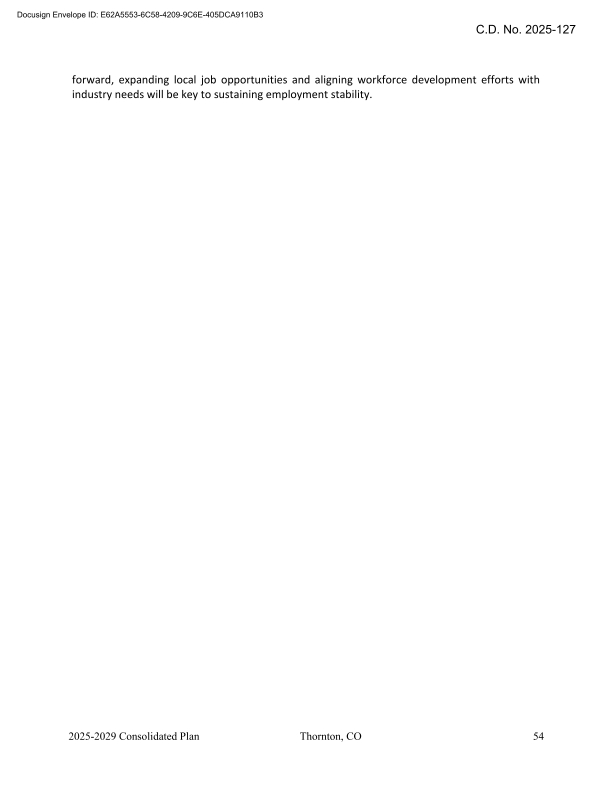 Docusign Envelope ID: E62A5553-6C58-4209-9C6E-405DCA9110B3
C.D. No. 2025-127
forward, expanding local job opportunities and aligning workforce development efforts with
industry needs will be key to sustaining employment stability.
2025-2029 Consolidated Plan Thornton, CO 54